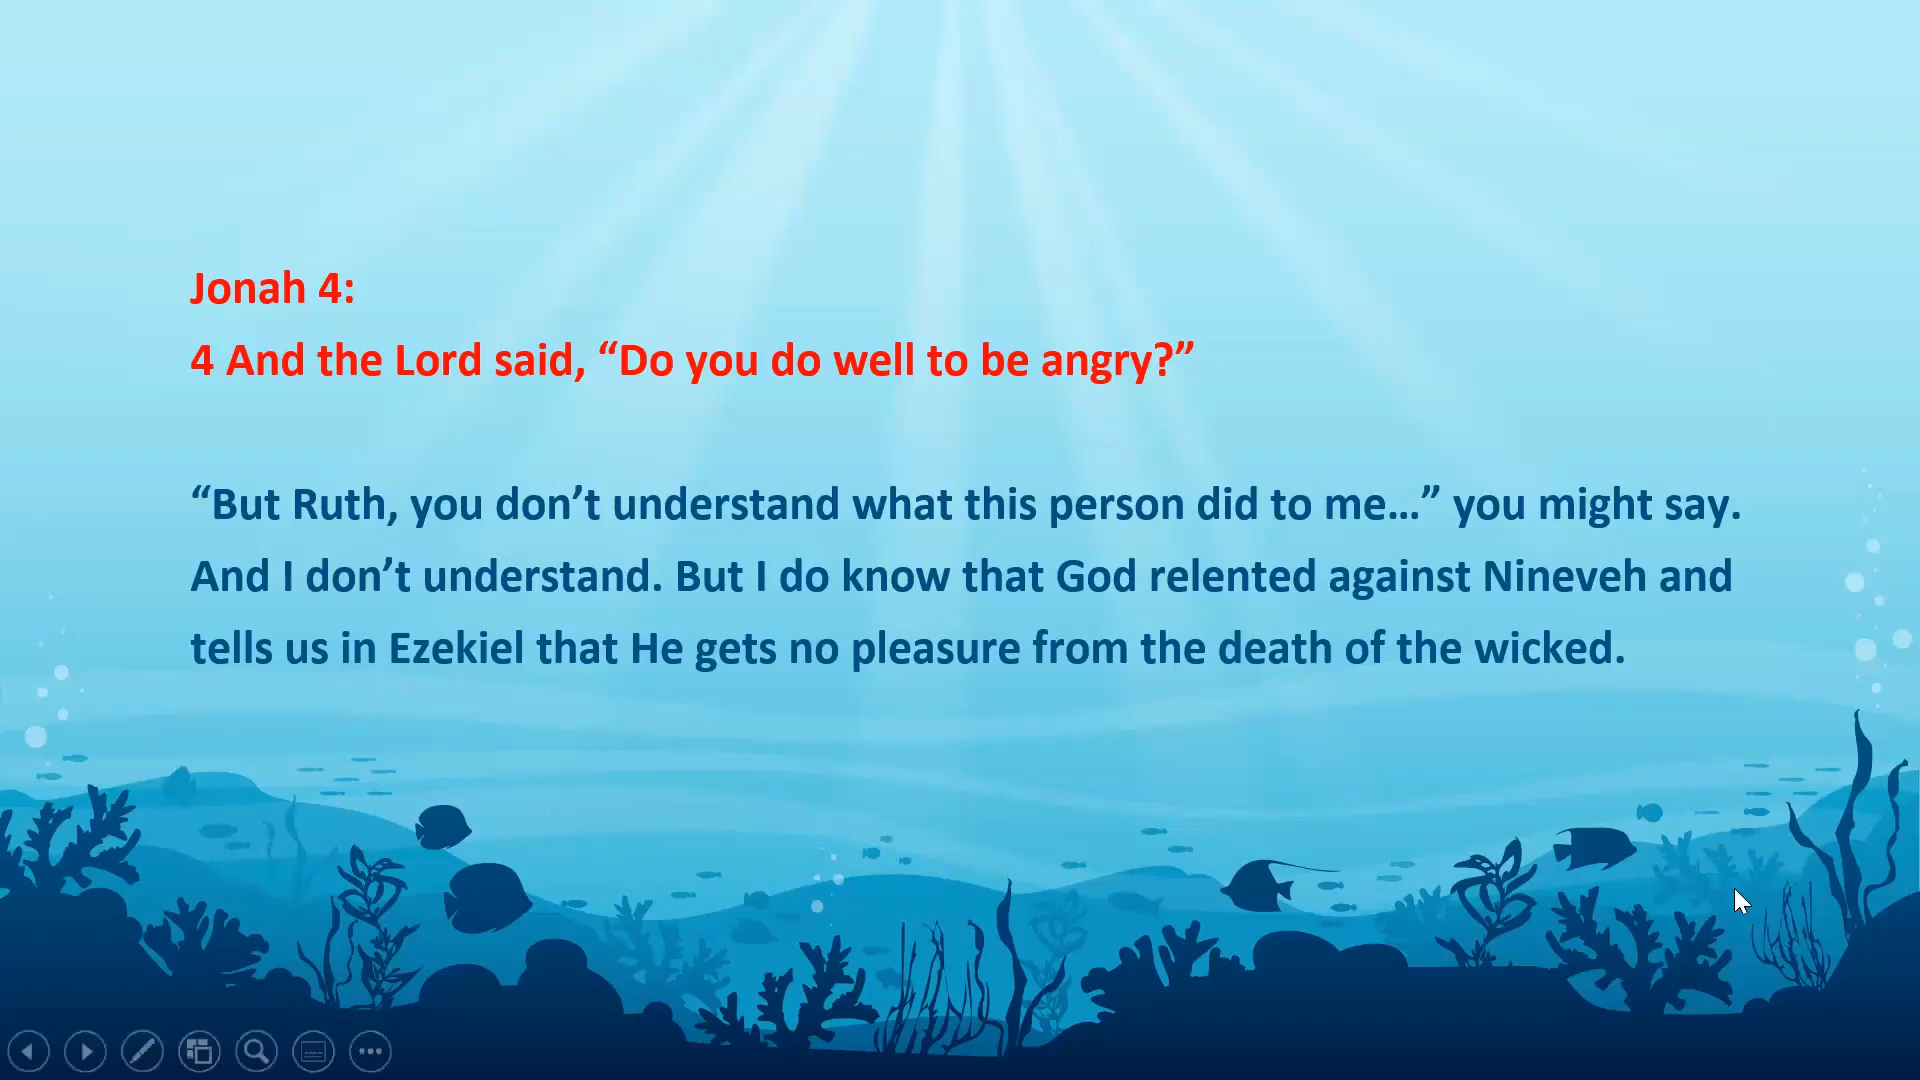 Jonah 4:
4 And the Lord said, “Do you do well to be angry?”
“But Ruth, you don’t understand what this person did to me…” you might say.
And I don’t understand. But I do know that God relented against Nineveh and
tells us in Ezekiel that He gets no pleasure from the death of the wicked.